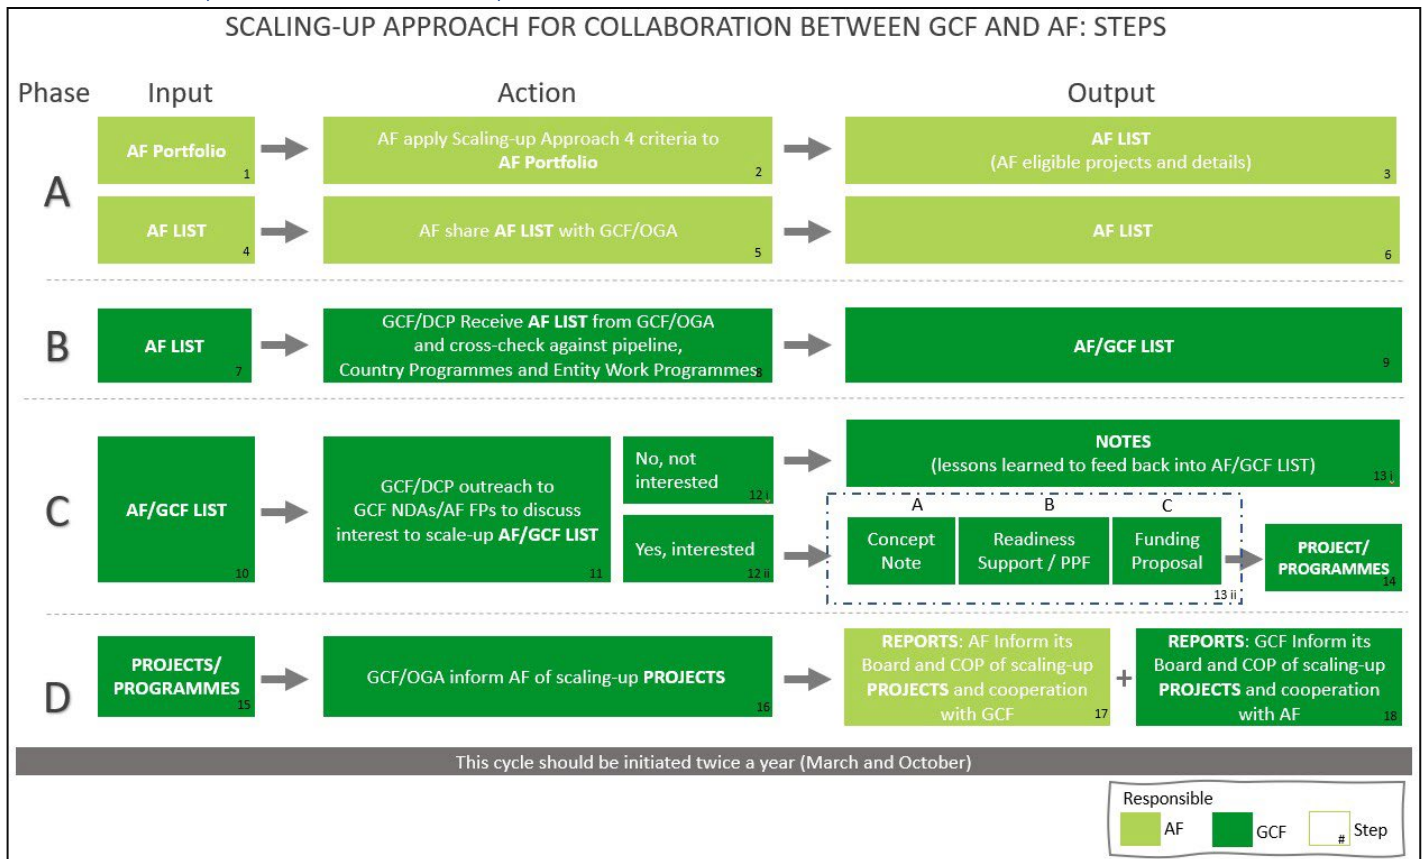 SCALING-UP APPROACH FOR COLLABORATION BETWEEN GCF AND AF: STEPS
Phase
Input
Action
Output
A
AF Portfolio
1
AF apply Scaling-up Approach 4 criteria to
AF Portfolio
2
AF LIST
(AF eligible projects and details)
3
AF LIST
4
AF share AF LIST with GCF/OGA
5
AF LIST
6
B
AF LIST
7
GCF/DCP Receive AF LIST from GCF/OGA
and cross-check against pipeline,
Country Programmes and Entity Work Programmes
8
AF/GCF LIST
9
C
AF/GCF LIST
10
GCF/DCP outreach to
GCF NDAs/AF FPs to discuss
interest to scale-up AF/GCF LIST
11
No, not
interested
12 i
NOTES
(lessons learned to feed back into AF/GCF LIST)
13 i
Yes, interested
12 ii
A
Concept
Note
B
Readiness
Support / PPF
C
Funding
Proposal
13 ii
PROJECT/
PROGRAMMES
14
D
PROJECTS/
PROGRAMMES
15
GCF/OGA inform AF of scaling-up PROJECTS
16
REPORTS: AF Inform its
Board and COP of scaling-up
PROJECTS and cooperation
with GCF
17
+
REPORTS: GCF Inform its
Board and COP of scaling-up
PROJECTS and cooperation
with AF
18
This cycle should be initiated twice a year (March and October)
Responsible
AF
GCF
# Step